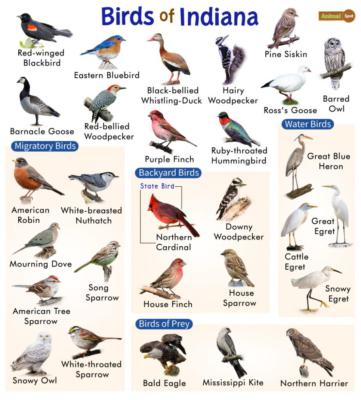 Birds of Indiana
Animal Spot
Red-winged
Blackbird
Eastern Bluebird
Black-bellied
Whistling-Duck
Hairy
Woodpecker
Pine Siskin
Barred
Owl
Barnacle Goose
Red-bellied
Woodpecker
Purple Finch
Ruby-throated
Hummingbird
Ross's Goose
Migratory Birds
American
Robin
White-breasted
Nuthatch
Mourning Dove
Song
Sparrow
American Tree
Sparrow
Snowy Owl
White-throated
Sparrow
Backyard Birds
State Bird
Northern
Cardinal
Downy
Woodpecker
House Finch
House
Sparrow
Water Birds
Great Blue
Heron
Great
Egret
Cattle
Egret
Snowy
Egret
Birds of Prey
Bald Eagle
Mississippi Kite
Northern Harrier